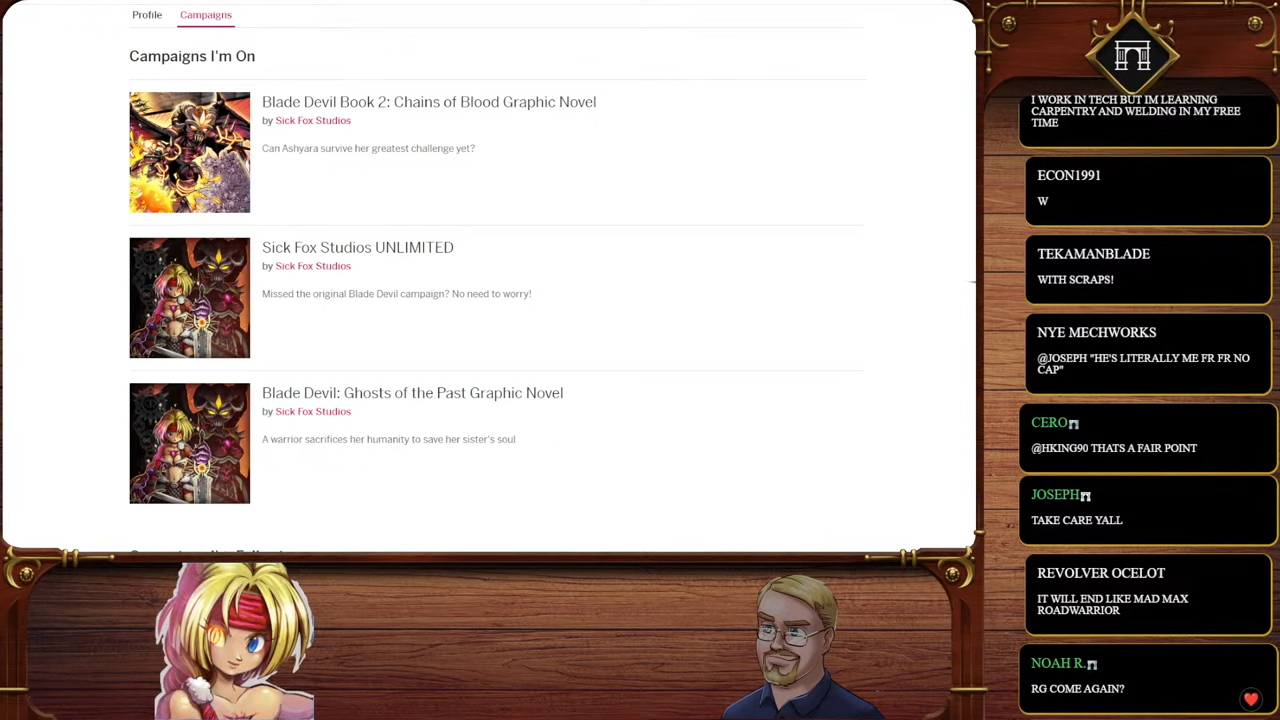 Profile
Campaigns
Campaigns I'm On
Blade Devil Book 2: Chains of Blood Graphic Novel
by Sick Fox Studios
Can Ashyara survive her greatest challenge yet?
Sick Fox Studios UNLIMITED
by Sick Fox Studios
Missed the original Blade Devil campaign? No need to worry!
Blade Devil: Ghosts of the Past Graphic Novel
by Sick Fox Studios
A warrior sacrifices her humanity to save her sister's soul
I WORK IN TECH BUT IM LEARNING
CARPENTRY AND WELDING IN MY FREE
TIME
ECON1991
W
TEKAMANBLADE
WITH SCRAPS!
NYE MECHWORKS
@JOSEPH "HE'S LITERALLY ME FR FR NO
CAP"
CERO
@HKING90 THATS A FAIR POINT
JOSEPH
TAKE CARE YALL
REVOLVER OCELOT
IT WILL END LIKE MAD MAX
ROADWARRIOR
NOAH R.
RG COME AGAIN?